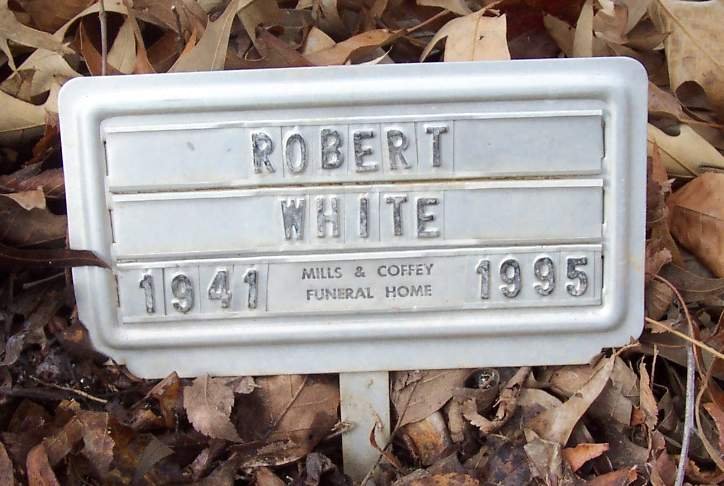 ROBERT
WHITE
1941 MILLS & COFFEY FUNERAL HOME 1995